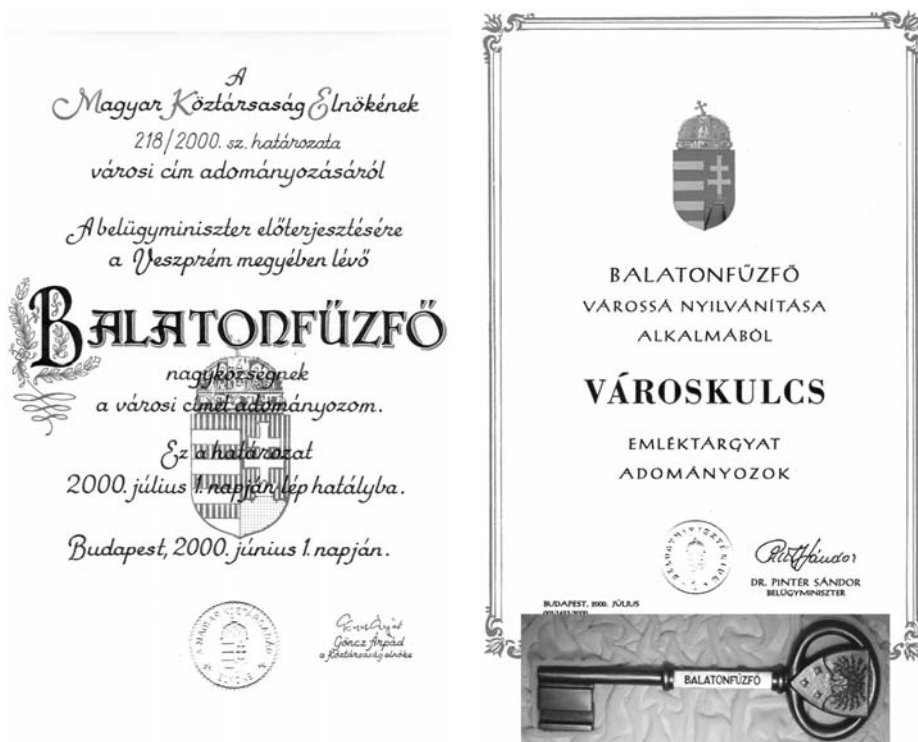 A
Magyar Köztársaság Elnökének
218/2000. sz. határozata
városi cím adományozásáról
A belügyminiszter előterjesztésére
a Veszprém megyében lévő
BALATONFŰZFŐ
nagyközségnek
a városi címet adományozom.
Ez a határozat
2000. július 1. napján lép hatályba.
Budapest, 2000. június 1. napján.
Göncz Árpád
a Köztársaság elnöke
BALATONFŰZFŐ
VÁROSSÁ NYILVÁNÍTÁSA
ALKALMÁBÓL
VÁROSKULCS
EMLÉKTÁRGYAT
ADOMÁNYOZOK
DR. PINTÉR SÁNDOR
BELÜGYMINISZTER
BUDAPEST, 2000. JÚLIUS
BALATONFŰZFŐ